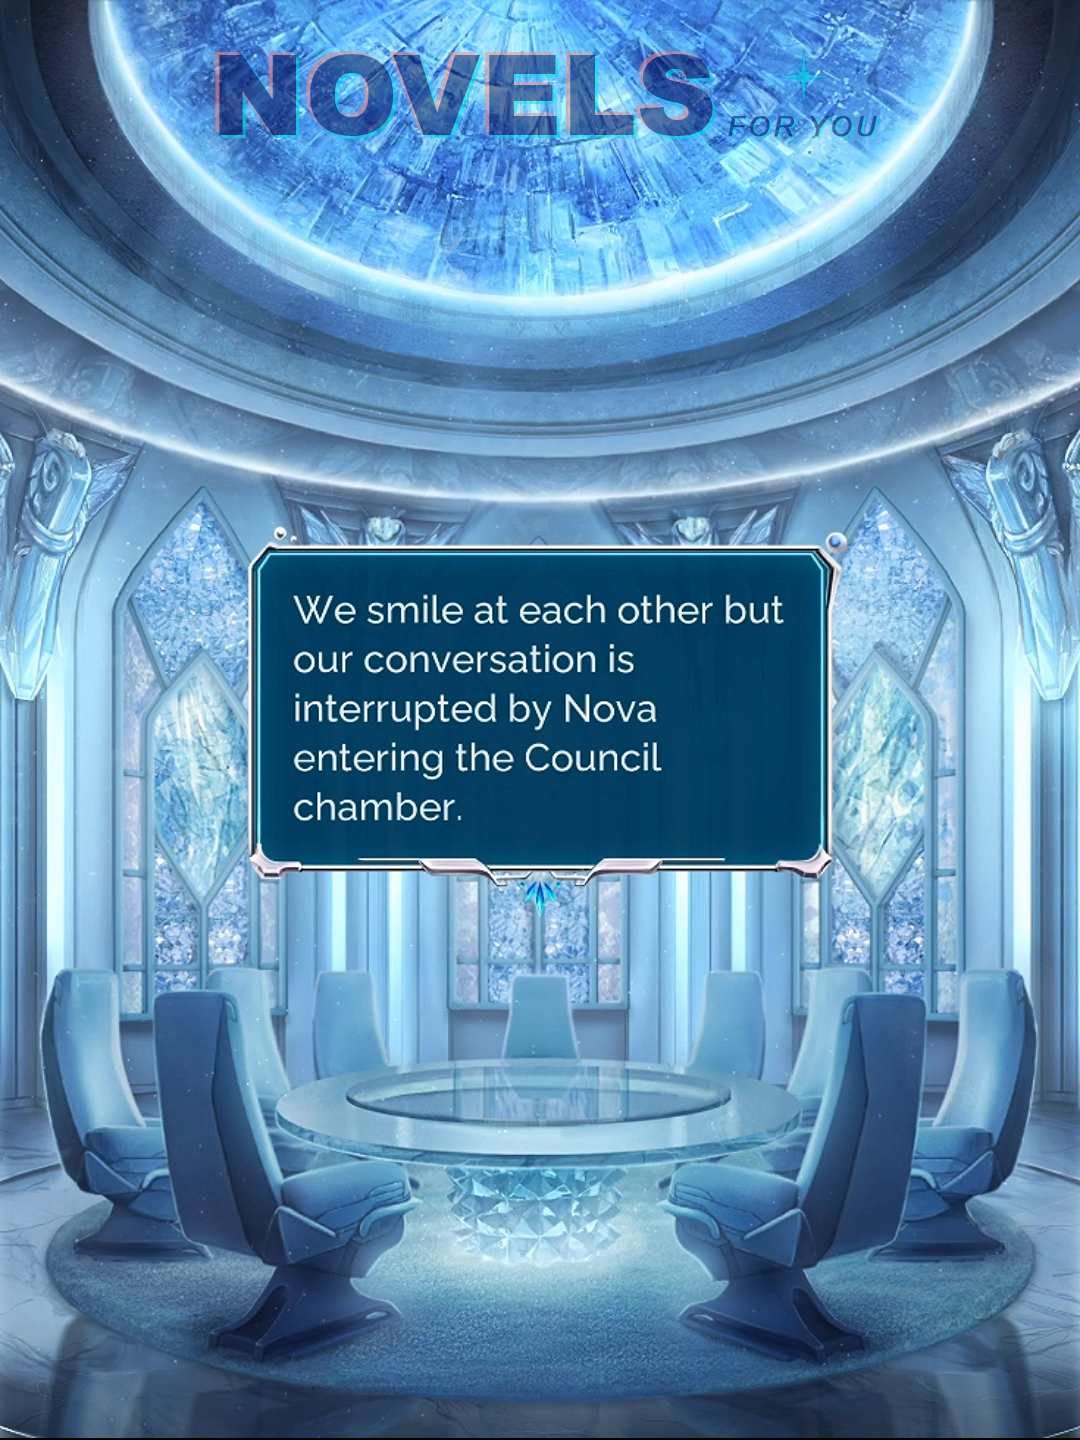 NOVELS
FOR YOU
We smile at each other but
our conversation is
interrupted by Nova
entering the Council
chamber.